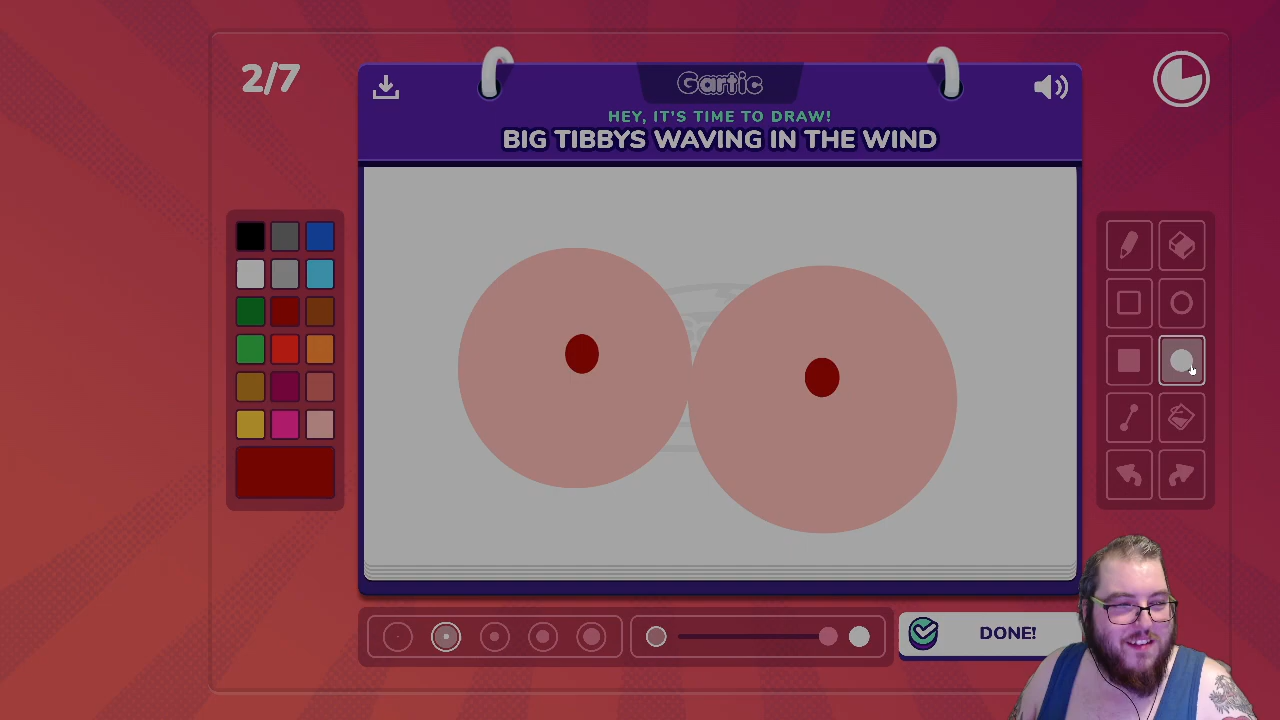 2/7
Gartic
HEY, IT'S TIME TO DRAW!
BIG TIBBYS WAVING IN THE WIND
DONE!